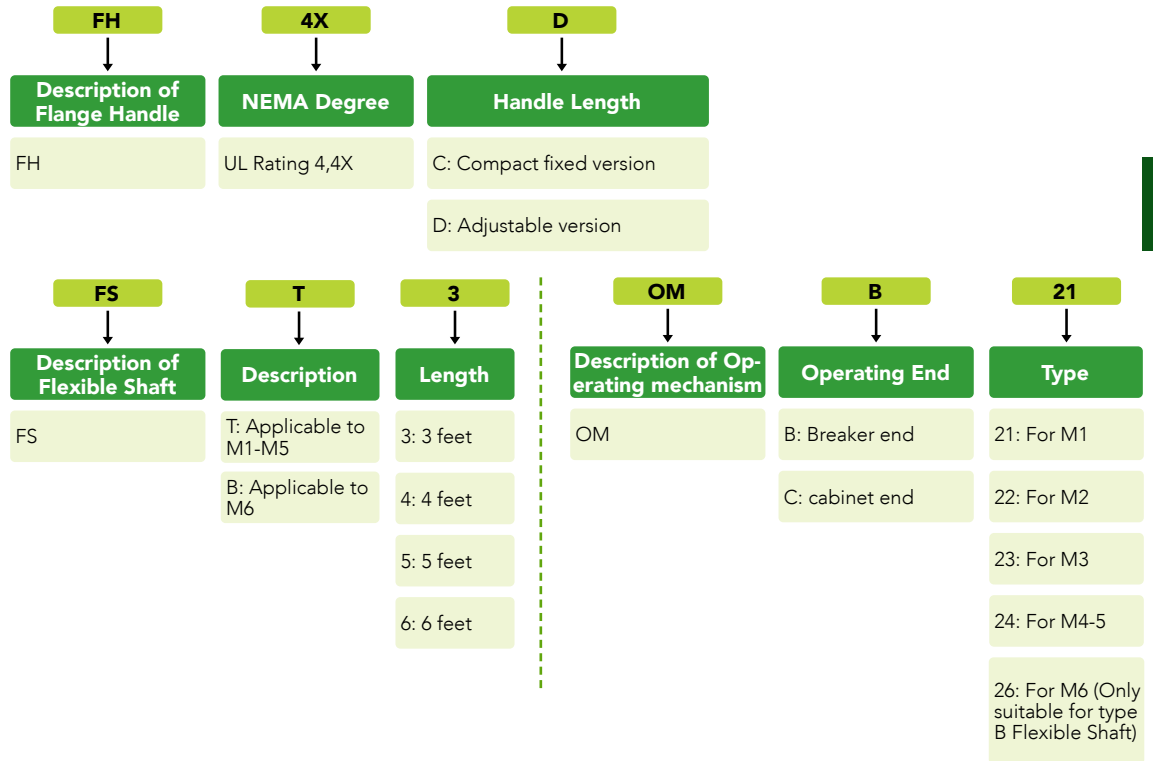 FH
4X
D
Description of
Flange Handle
NEMA Degree
Handle Length
FH
UL Rating 4,4X
C: Compact fixed version
D: Adjustable version
FS
T
3
Description of
Flexible Shaft
Description
Length
FS
T: Applicable to
M1-M5
3: 3 feet
B: Applicable to
M6
4: 4 feet
5: 5 feet
6: 6 feet
OM
B
21
Description of Op-
erating mechanism
Operating End
Type
OM
B: Breaker end
21: For M1
C: cabinet end
22: For M2
23: For M3
24: For M4-5
26: For M6 (Only
suitable for type
B Flexible Shaft)